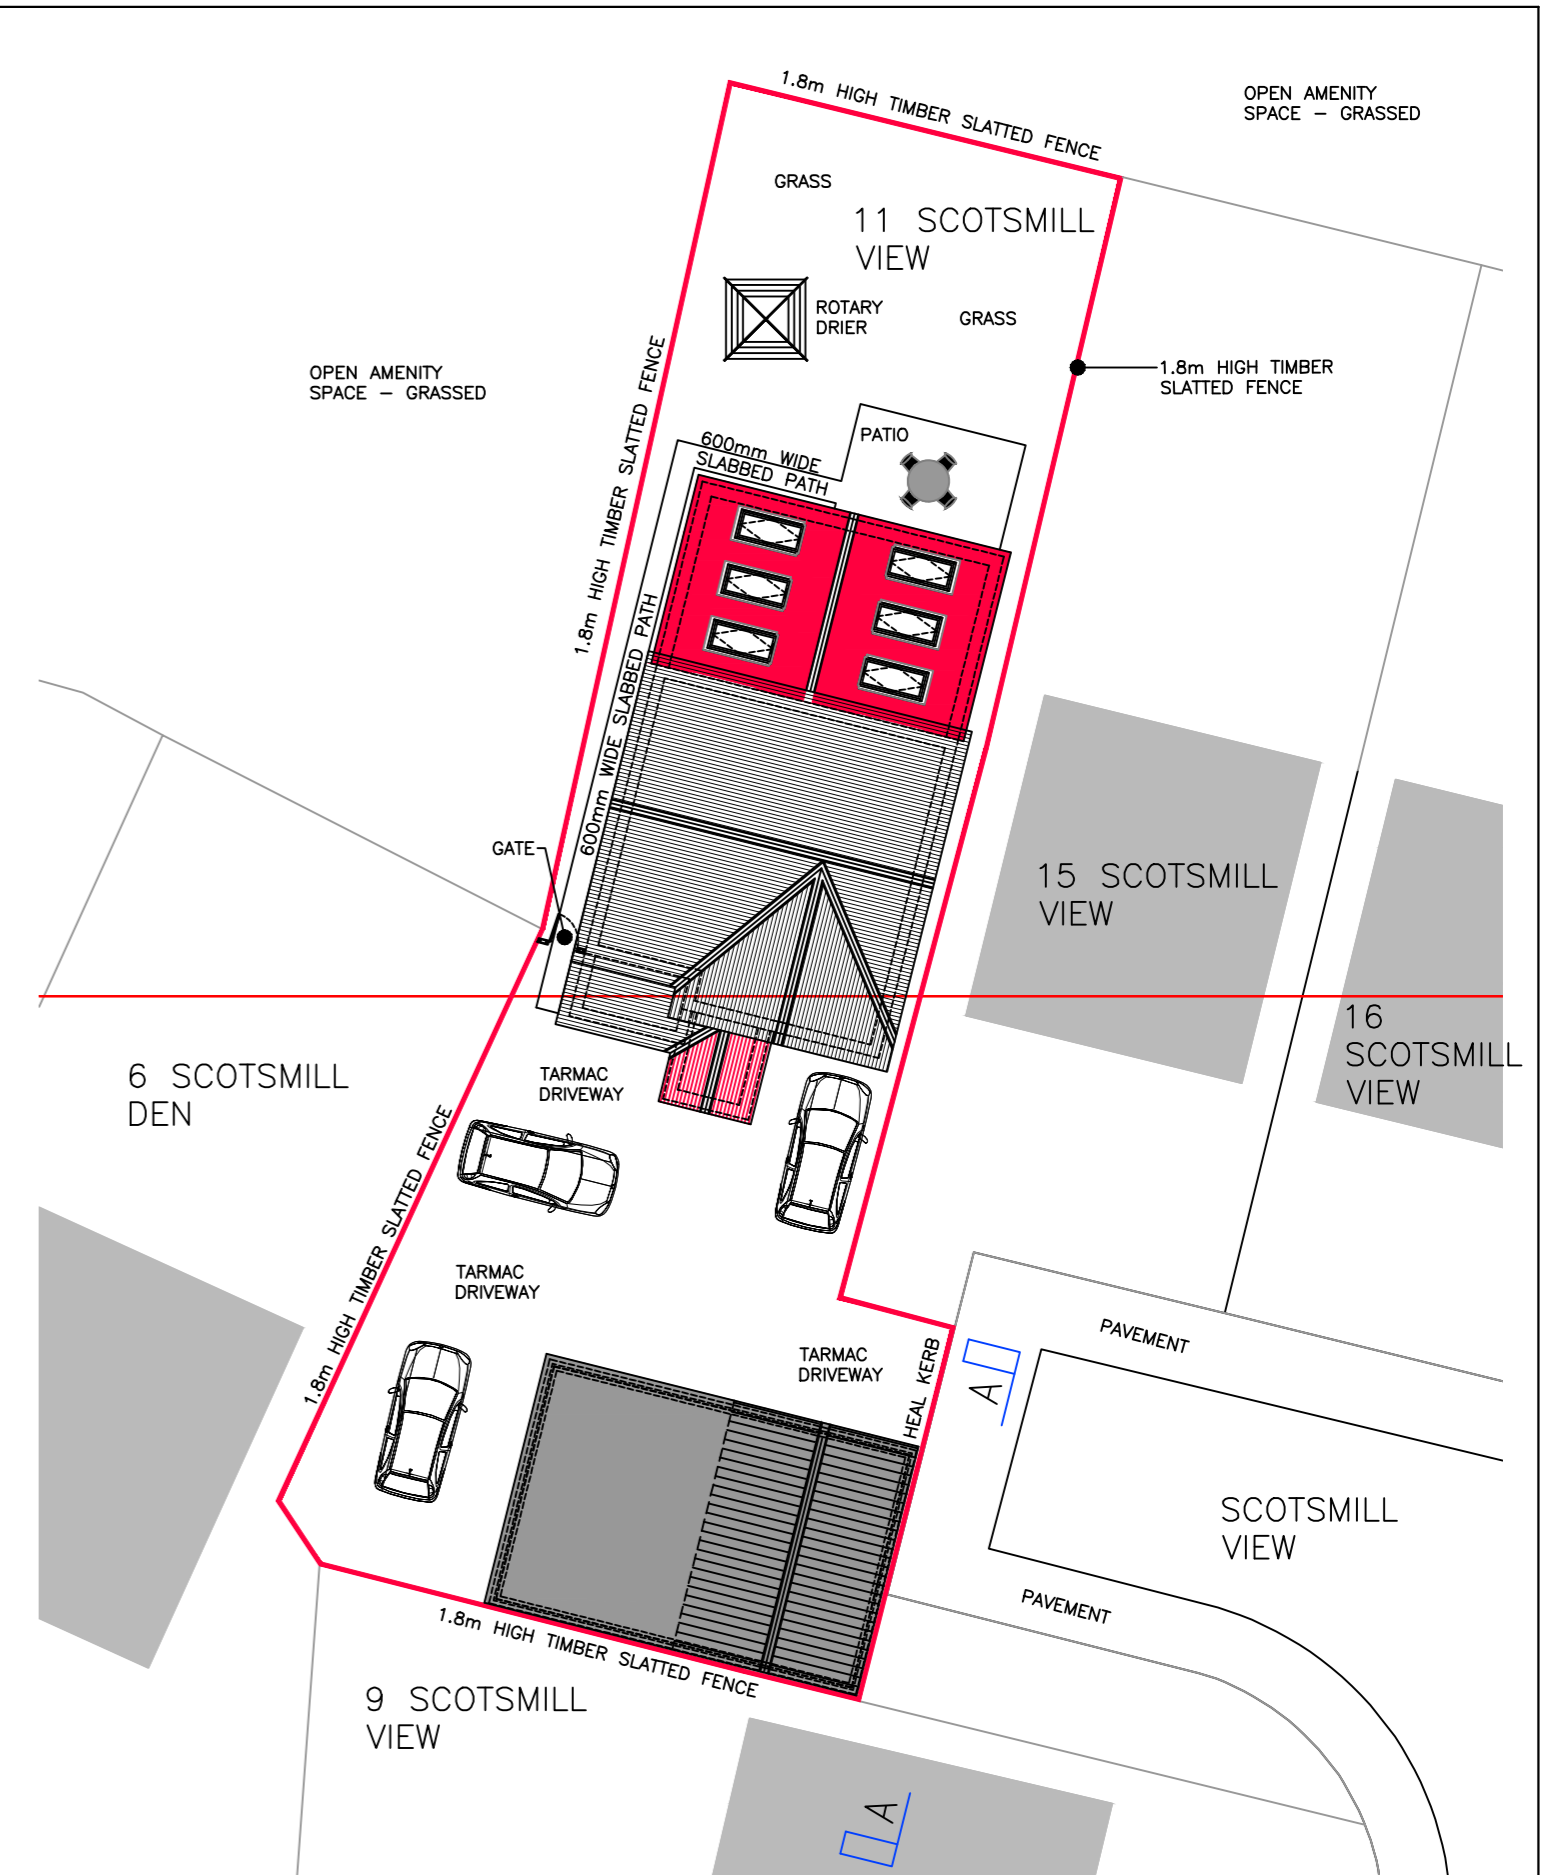 1.8m HIGH TIMBER SLATTED FENCE
OPEN AMENITY
SPACE – GRASSED
GRASS
11 SCOTSMILL
VIEW
ROTARY
DRIER
GRASS
1.8m HIGH TIMBER
SLATTED FENCE
OPEN AMENITY
SPACE – GRASSED
1.8m HIGH TIMBER SLATTED FENCE
PATIO
600mm WIDE
SLABBED PATH
600mm WIDE SLABBED PATH
GATE
15 SCOTSMILL
VIEW
16
SCOTSMILL
VIEW
6 SCOTSMILL
DEN
TARMAC
DRIVEWAY
1.8m HIGH TIMBER SLATTED FENCE
TARMAC
DRIVEWAY
TARMAC
DRIVEWAY
HEAL KERB
A
PAVEMENT
SCOTSMILL
VIEW
PAVEMENT
1.8m HIGH TIMBER SLATTED FENCE
9 SCOTSMILL
VIEW
A